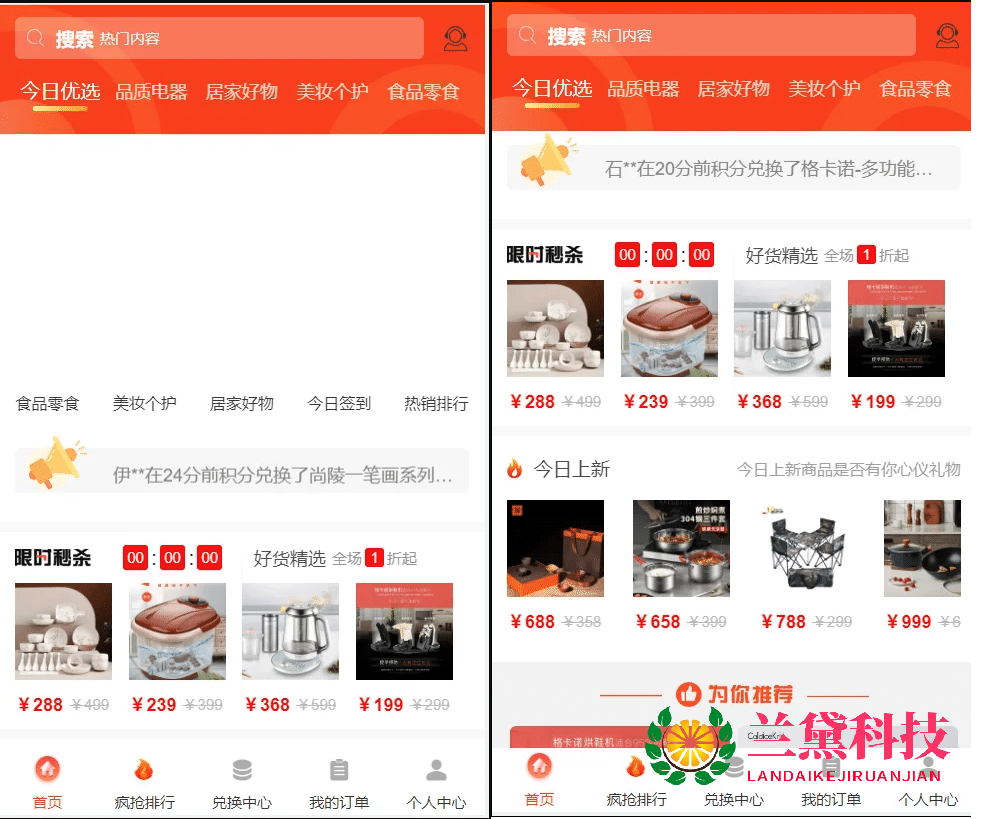 搜索 热门内容
今日优选 品质电器 居家好物 美妆个护 食品零食
食品零食 美妆个护 居家好物 今日签到 热销排行
伊**在24分前积分兑换了尚陵一笔画系列…
限时秒杀 00 : 00 : 00 好货精选 全场 1 折起
￥288 ￥499 ￥239 ￥399 ￥368 ￥599 ￥199 ￥299
首页 疯抢排行 兑换中心 我的订单 个人中心
搜索 热门内容
今日优选 品质电器 居家好物 美妆个护 食品零食
石**在20分前积分兑换了格卡诺-多功能…
限时秒杀 00 : 00 : 00 好货精选 全场 1 折起
￥288 ￥499 ￥239 ￥399 ￥368 ￥599 ￥199 ￥299
今日上新 今日上新商品是否有你心仪礼物
煎炒焖煮
304钢三件套
￥688 ￥358 ￥658 ￥399 ￥788 ￥299 ￥999 ￥6
为你推荐
格卡诺烘鞋机
兰黛科技
LANDAIKEJIRUANJIAN
首页 疯抢排行 兑换中心 我的订单 个人中心